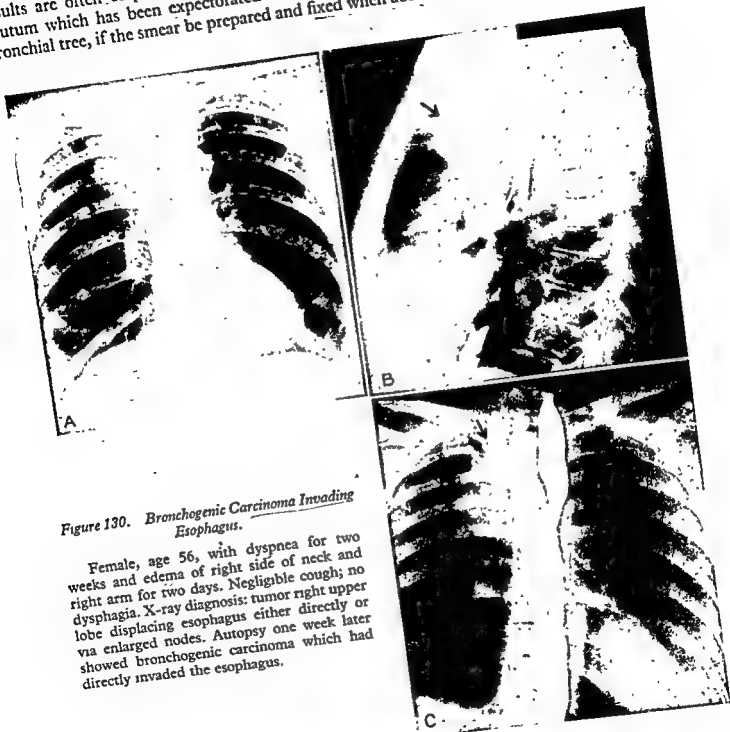 sults are often
utum which has been expectorated
ronchial tree, if the smear be prepared and fixed when
A
B
C
Figure 130. Bronchogenic Carcinoma Invading
Esophagus.
Female, age 56, with dyspnea for two
weeks and edema of right side of neck and
right arm for two days. Negligible cough; no
dysphagia. X-ray diagnosis: tumor right upper
lobe displacing esophagus either directly or
via enlarged nodes. Autopsy one week later
showed bronchogenic carcinoma which had
directly invaded the esophagus.